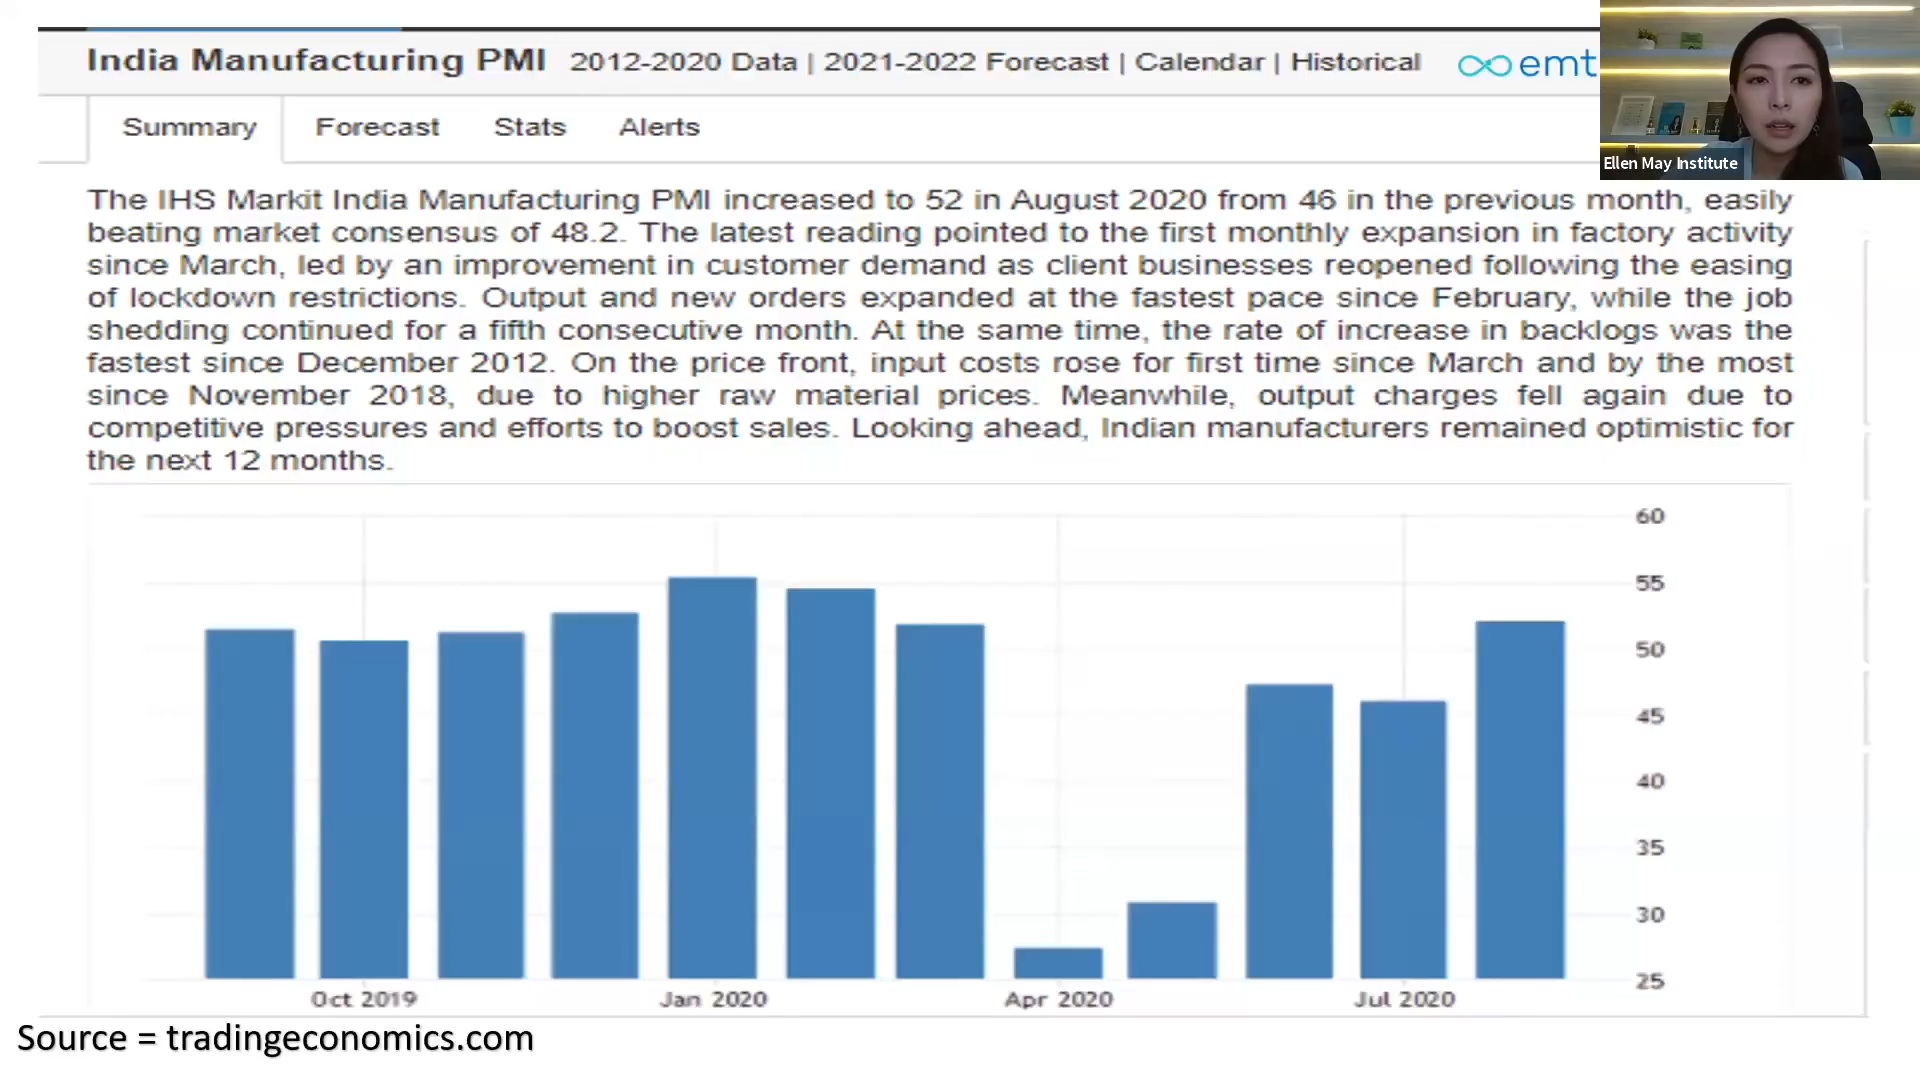 India Manufacturing PMI 2012-2020 Data | 2021-2022 Forecast | Calendar | Historical
emt
Ellen May Institute
Summary Forecast Stats Alerts
The IHS Markit India Manufacturing PMI increased to 52 in August 2020 from 46 in the previous month, easily
beating market consensus of 48.2. The latest reading pointed to the first monthly expansion in factory activity
since March, led by an improvement in customer demand as client businesses reopened following the easing
of lockdown restrictions. Output and new orders expanded at the fastest pace since February, while the job
shedding continued for a fifth consecutive month. At the same time, the rate of increase in backlogs was the
fastest since December 2012. On the price front, input costs rose for first time since March and by the most
since November 2018, due to higher raw material prices. Meanwhile, output charges fell again due to
competitive pressures and efforts to boost sales. Looking ahead, Indian manufacturers remained optimistic for
the next 12 months.
60
55
50
45
40
35
30
25
Oct 2019 Jan 2020 Apr 2020 Jul 2020
Source = tradingeconomics.com